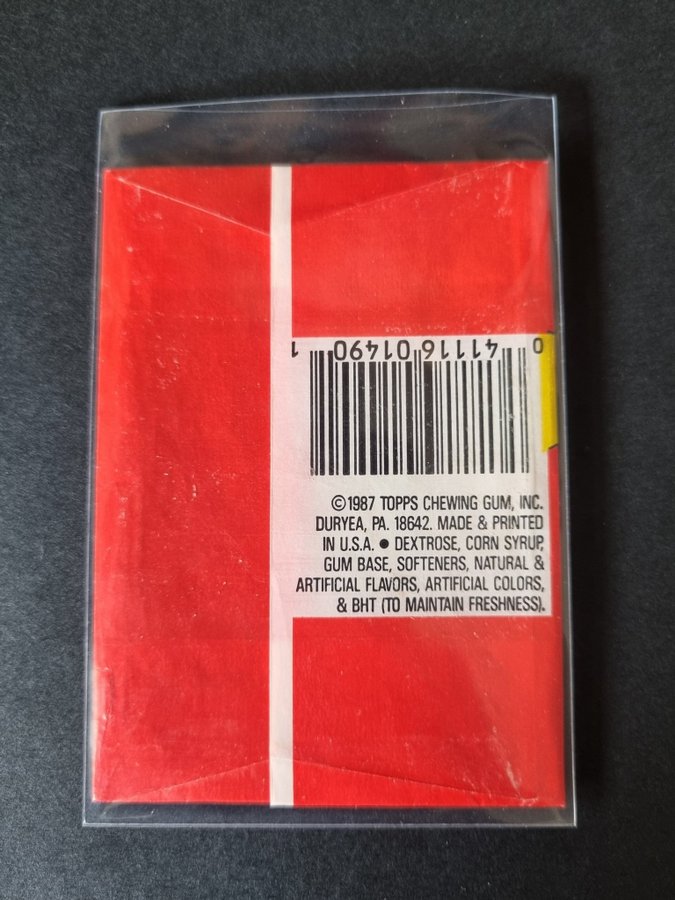 0 41116 01490 1
©1987 TOPPS CHEWING GUM, INC.
DURYEA, PA. 18642. MADE & PRINTED
IN U.S.A. ● DEXTROSE, CORN SYRUP,
GUM BASE, SOFTENERS, NATURAL &
ARTIFICIAL FLAVORS, ARTIFICIAL COLORS,
& BHT (TO MAINTAIN FRESHNESS).